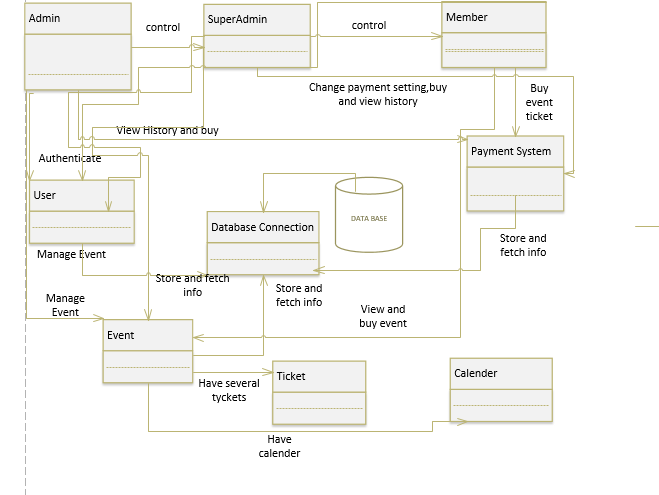 Admin
control
SuperAdmin
control
Member
Change payment setting,buy
and view history
Buy
event
ticket
View History and buy
Authenticate
Payment System
User
DATA BASE
Database Connection
Manage Event
Store and
fetch info
Store and fetch
info
Store and
fetch info
Manage
Event
View and
buy event
Event
Have several
tyckets
Ticket
Calender
Have
calender